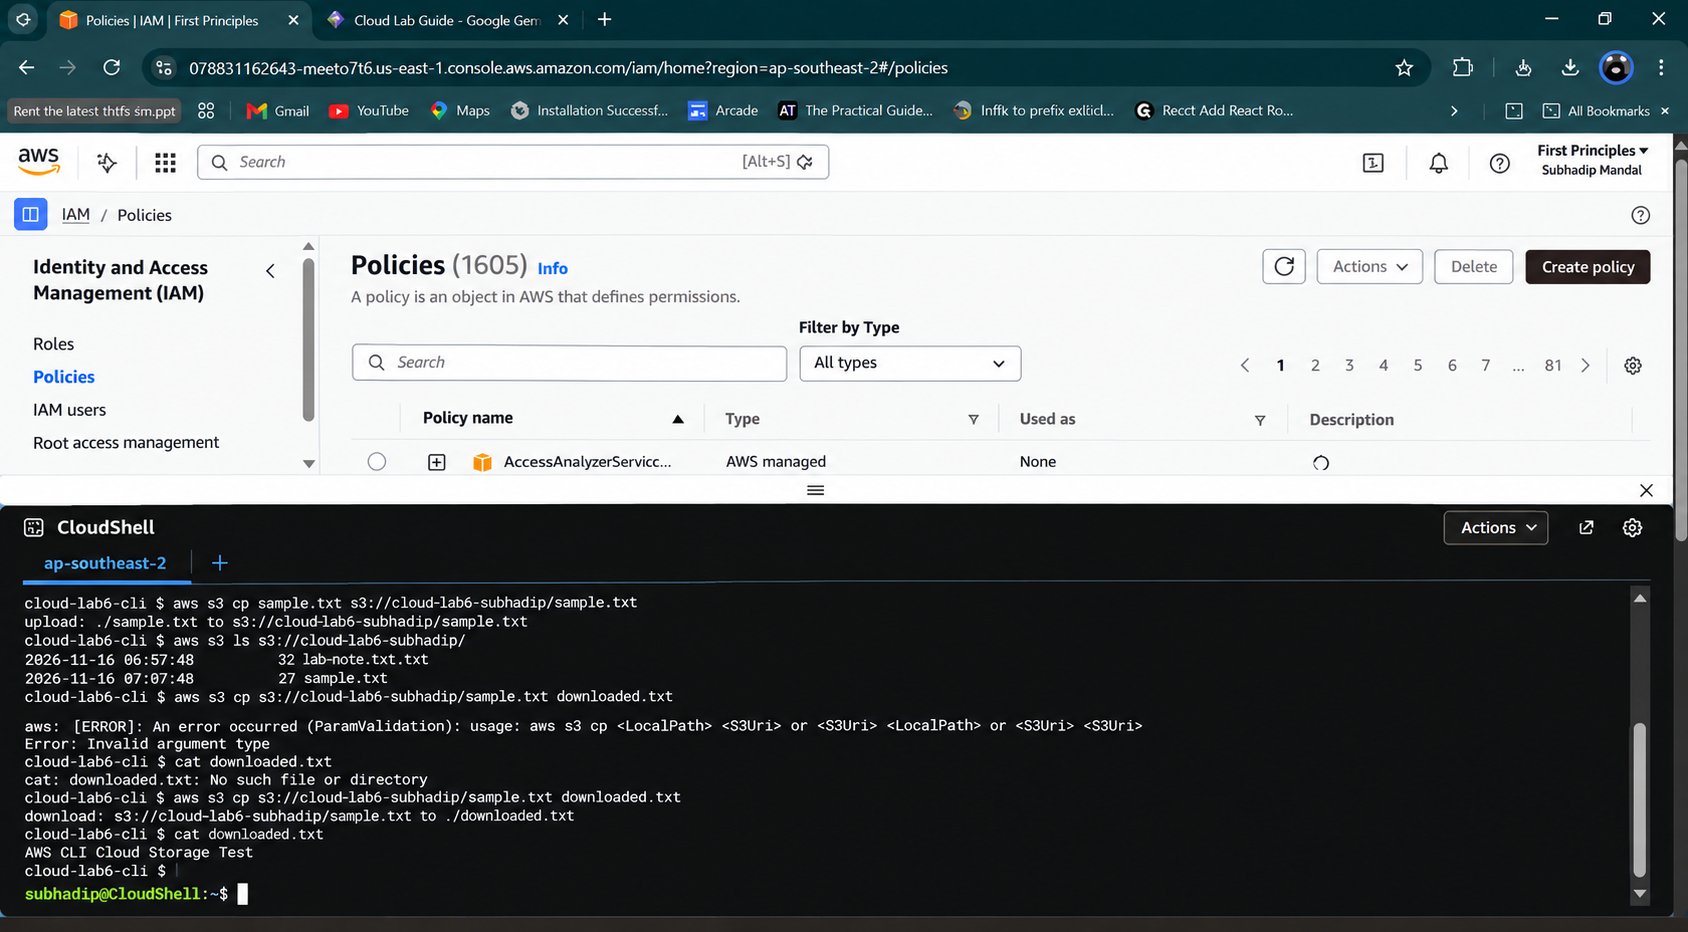 Policies | IAM | First Principles
Cloud Lab Guide - Google Gem
078831162643-meeto7t6.us-east-1.console.aws.amazon.com/iam/home?region=ap-southeast-2#/policies
Rent the latest thtfs śm.ppt
Gmail
YouTube
Maps
Installation Successf...
Arcade
AT The Practical Guide...
Inffk to prefix exlčicl...
G Recct Add React Ro...
All Bookmarks
aws
Search
[Alt+S]
First Principles
Subhadip Mandal
IAM / Policies
Identity and Access
Management (IAM)
Roles
Policies
IAM users
Root access management
Policies (1605) Info
A policy is an object in AWS that defines permissions.
Actions
Delete
Create policy
Filter by Type
Search
All types
1 2 3 4 5 6 7 ... 81
Policy name
Type
Used as
Description
AccessAnalyzerServicc...
AWS managed
None
CloudShell
Actions
ap-southeast-2
+
cloud-lab6-cli $ aws s3 cp sample.txt s3://cloud-lab6-subhadip/sample.txt
upload: ./sample.txt to s3://cloud-lab6-subhadip/sample.txt
cloud-lab6-cli $ aws s3 ls s3://cloud-lab6-subhadip/
2026-11-16 06:57:48 32 lab-note.txt.txt
2026-11-16 07:07:48 27 sample.txt
cloud-lab6-cli $ aws s3 cp s3://cloud-lab6-subhadip/sample.txt downloaded.txt
aws: [ERROR]: An error occurred (ParamValidation): usage: aws s3 cp <LocalPath> <S3Uri> or <S3Uri> <LocalPath> or <S3Uri> <S3Uri>
Error: Invalid argument type
cloud-lab6-cli $ cat downloaded.txt
cat: downloaded.txt: No such file or directory
cloud-lab6-cli $ aws s3 cp s3://cloud-lab6-subhadip/sample.txt downloaded.txt
download: s3://cloud-lab6-subhadip/sample.txt to ./downloaded.txt
cloud-lab6-cli $ cat downloaded.txt
AWS CLI Cloud Storage Test
cloud-lab6-cli $
subhadip@CloudShell:~$